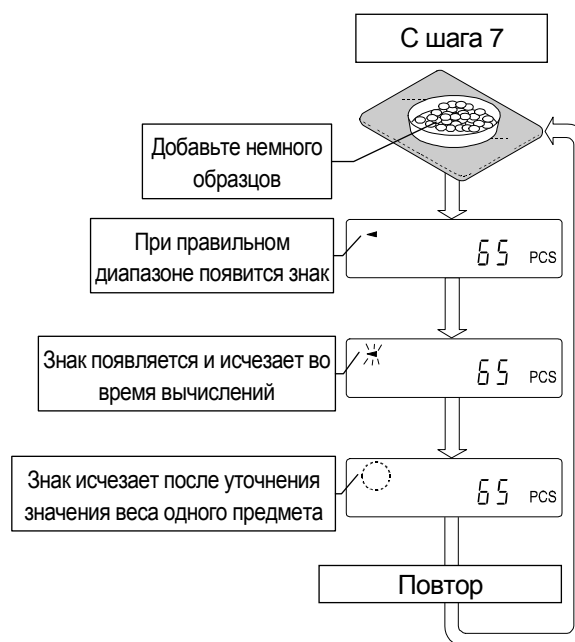 С шага 7
Добавьте немного
образцов
При правильном
диапазоне появится знак
65 PCS
Знак появляется и исчезает во
время вычислений
65 PCS
Знак исчезает после уточнения
значения веса одного предмета
65 PCS
Повтор